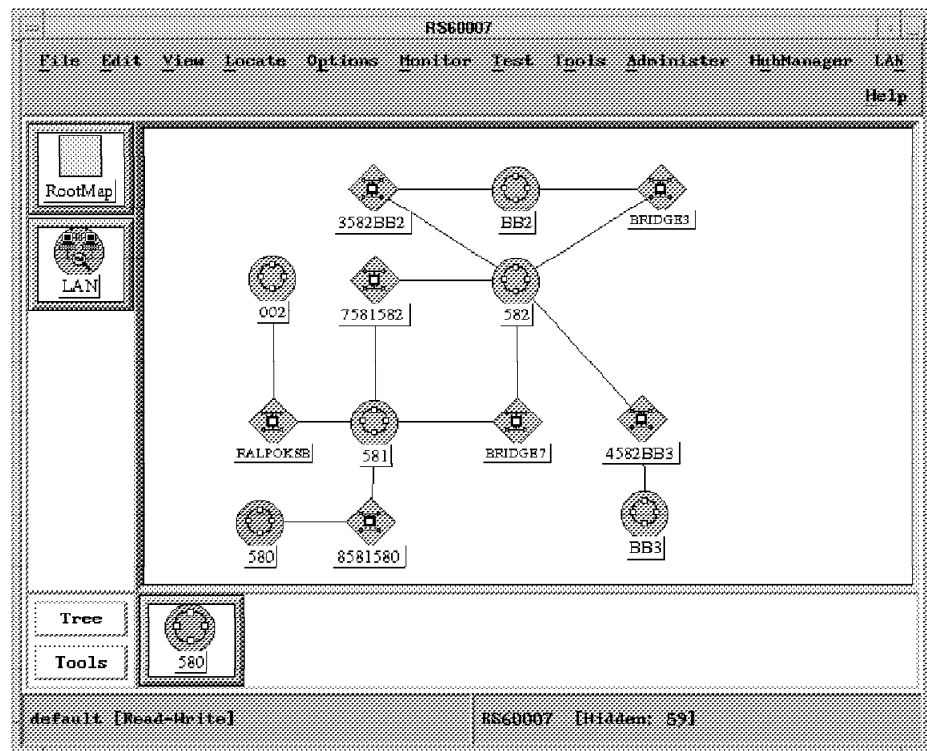 RS60007
File Edit View Locate Options Monitor Test Tools Administer HubManager LAN
Help
RootMap
3582BB2 BB2 BRIDGE3
LAN
002 7581582 582
RALPOK8B 581 BRIDGE7 4582BB3
580 8581580 BB3
Tree
Tools
580
default [Read-Write] RS60007 [Hidden: 59]